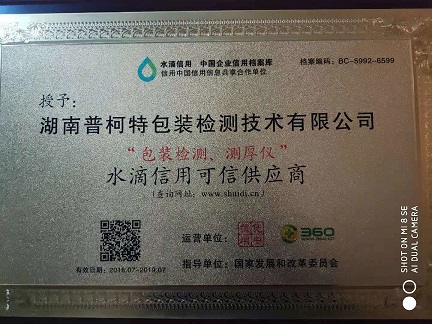 水滴信用 中国企业信用档案库
信用中国信用信息共享合作单位
档案编码：BC-5992-6599
授予：
湖南普柯特包装检测技术有限公司
“包装检测、测厚仪”
水滴信用可信供应商
(查询网址：www.shuidi.cn)
运营单位：
360
有效日期：2018.07-2019.07
指导单位：国家发展和改革委员会
SHOT ON MI 8 SE
AI DUAL CAMERA